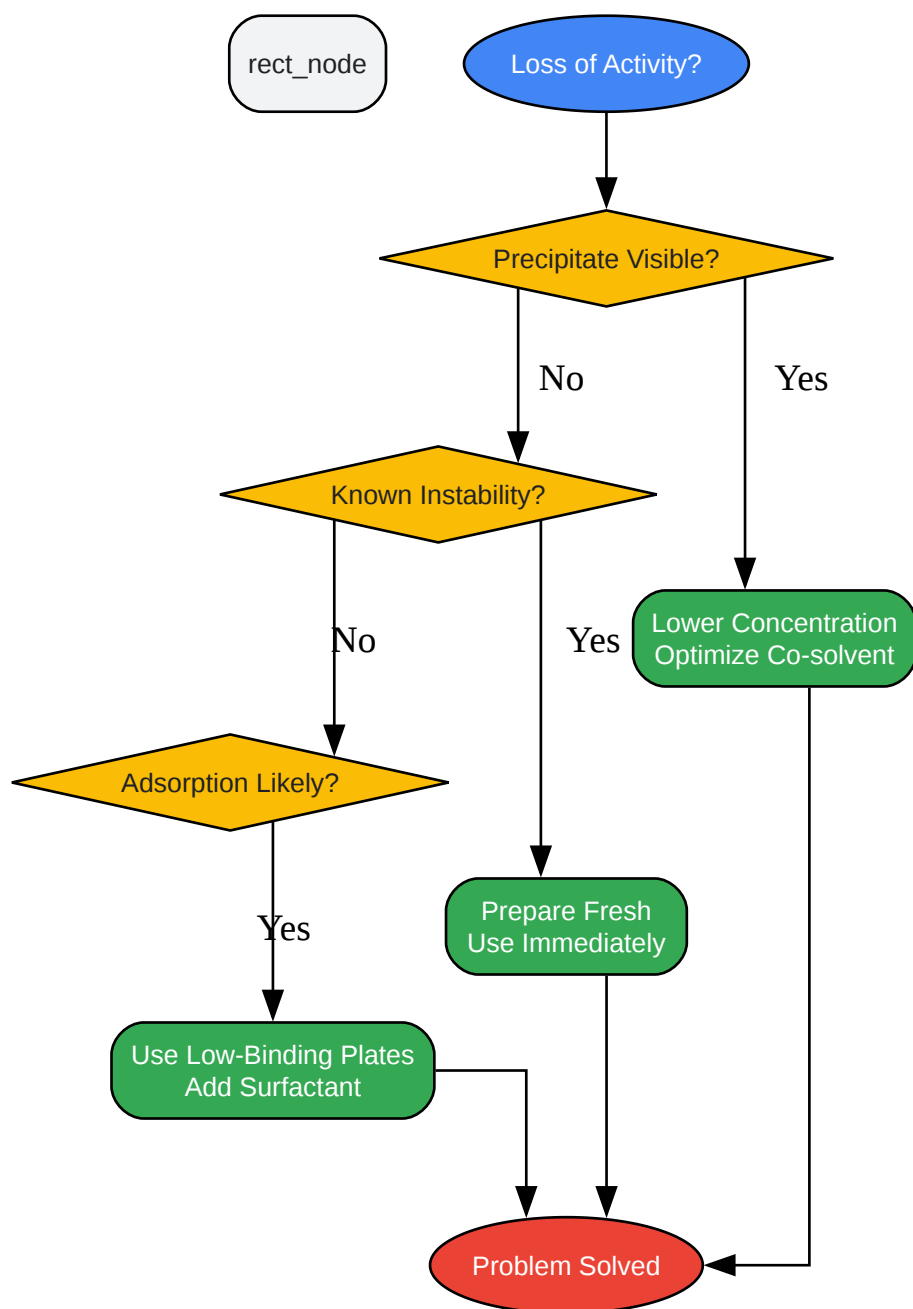 rect_node
Loss of Activity?
Precipitate Visible?
No
Yes
Known Instability?
No
Yes
Lower Concentration
Optimize Co-solvent
Adsorption Likely?
Yes
Prepare Fresh
Use Immediately
Use Low-Binding Plates
Add Surfactant
Problem Solved